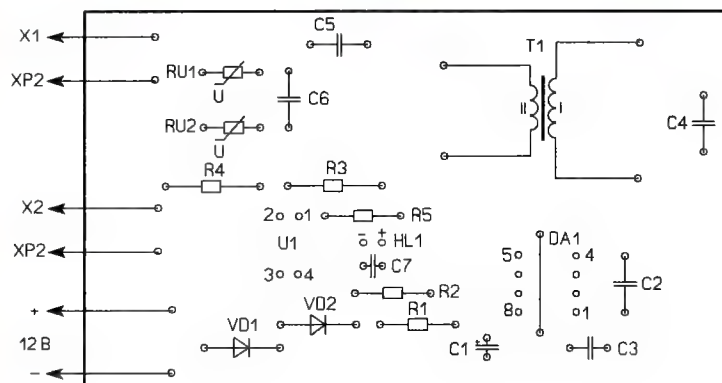 X1
C5
T1
XP2
RU1
U
C6
II
I
C4
RU2
U
R4
R3
X2
2
1
R5
U1
-
+
HL1
DA1
XP2
5
4
3
4
C7
C2
+
R2
8
1
VD1
VD2
R1
12 В
C1
+
C3
-